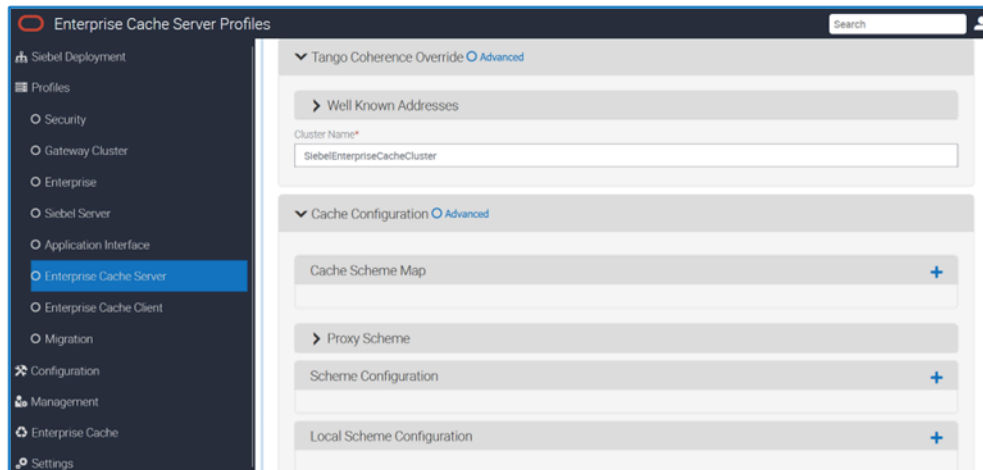 Enterprise Cache Server Profiles
Search
Siebel Deployment
Profiles
Security
Gateway Cluster
Enterprise
Siebel Server
Application Interface
Enterprise Cache Server
Enterprise Cache Client
Migration
Configuration
Management
Enterprise Cache
Settings
Tango Coherence Override Advanced
Well Known Addresses
Cluster Name*
SiebelEnterpriseCacheCluster
Cache Configuration Advanced
Cache Scheme Map
Proxy Scheme
Scheme Configuration
Local Scheme Configuration